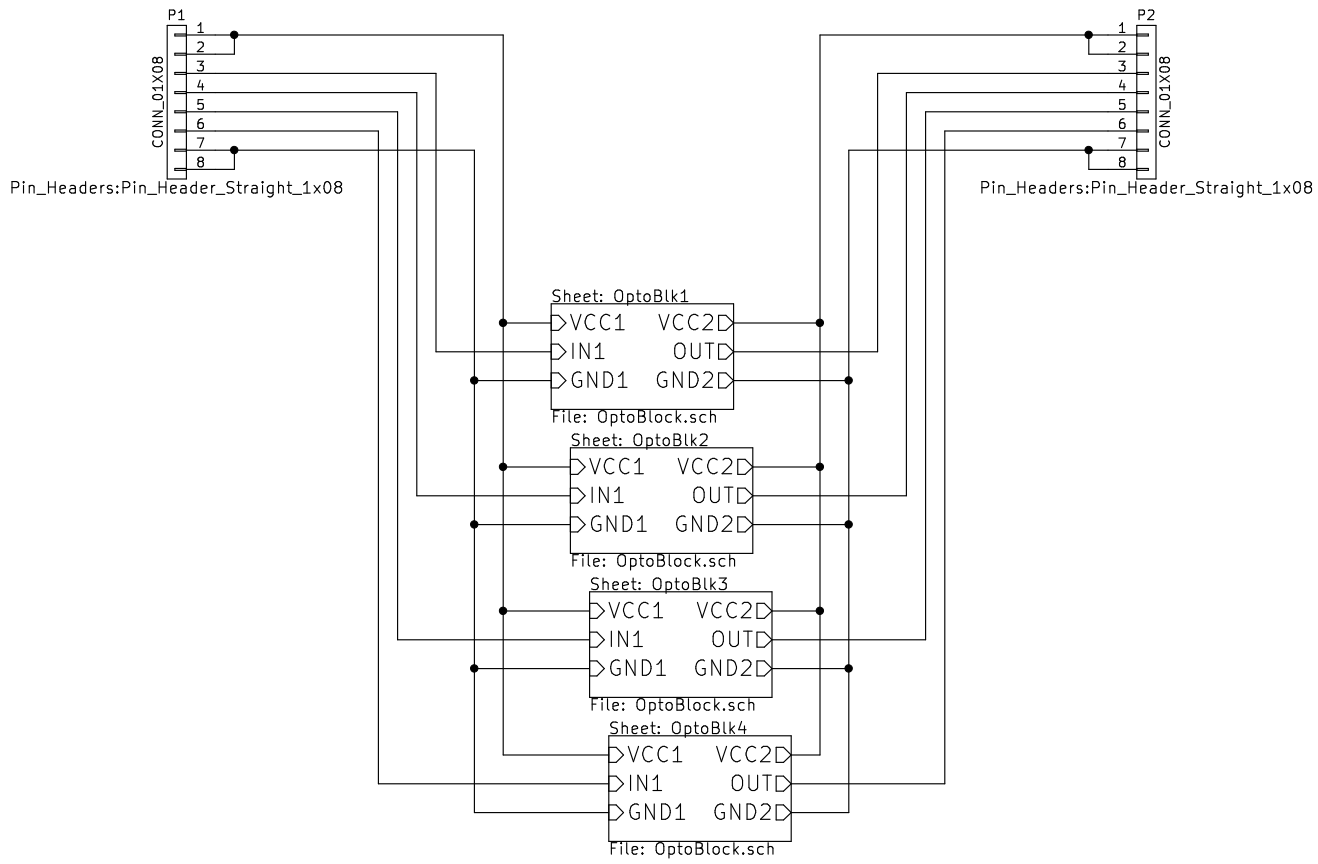 P1
1
2
3
4
5
6
7
8
CONN_01X08
Pin_Headers:Pin_Header_Straight_1x08
P2
1
2
3
4
5
6
7
8
CONN_01X08
Pin_Headers:Pin_Header_Straight_1x08
Sheet: OptoBlk1
VCC1 VCC2
IN1 OUT
GND1 GND2
File: OptoBlock.sch
Sheet: OptoBlk2
VCC1 VCC2
IN1 OUT
GND1 GND2
File: OptoBlock.sch
Sheet: OptoBlk3
VCC1 VCC2
IN1 OUT
GND1 GND2
File: OptoBlock.sch
Sheet: OptoBlk4
VCC1 VCC2
IN1 OUT
GND1 GND2
File: OptoBlock.sch